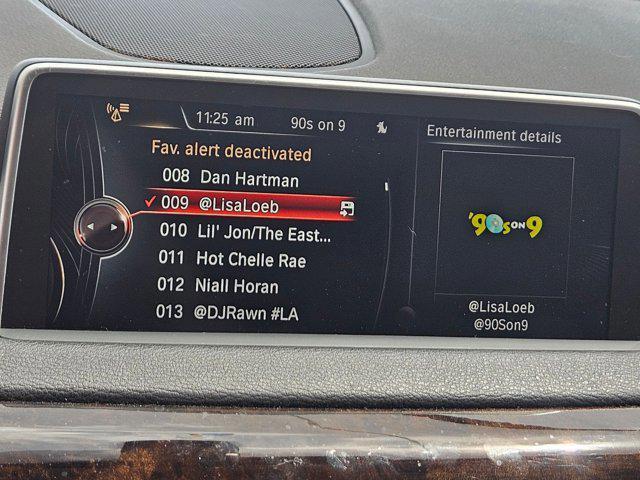 11:25 am 90s on 9
Fav. alert deactivated
008 Dan Hartman
009 @LisaLoeb
010 Lil' Jon/The East...
011 Hot Chelle Rae
012 Niall Horan
013 @DJRawn #LA
Entertainment details
'90s ON 9
@LisaLoeb
@90Son9